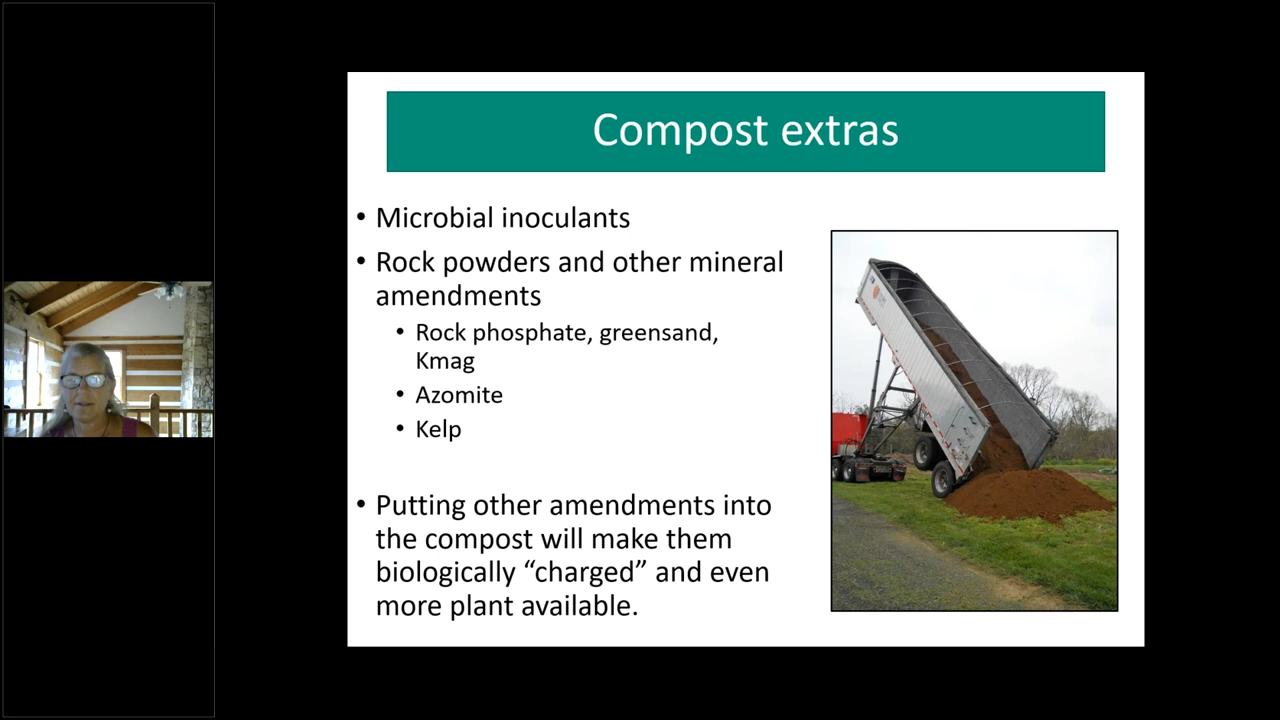 Compost extras
• Microbial inoculants
• Rock powders and other mineral
amendments
• Rock phosphate, greensand,
Kmag
• Azomite
• Kelp
• Putting other amendments into
the compost will make them
biologically “charged” and even
more plant available.